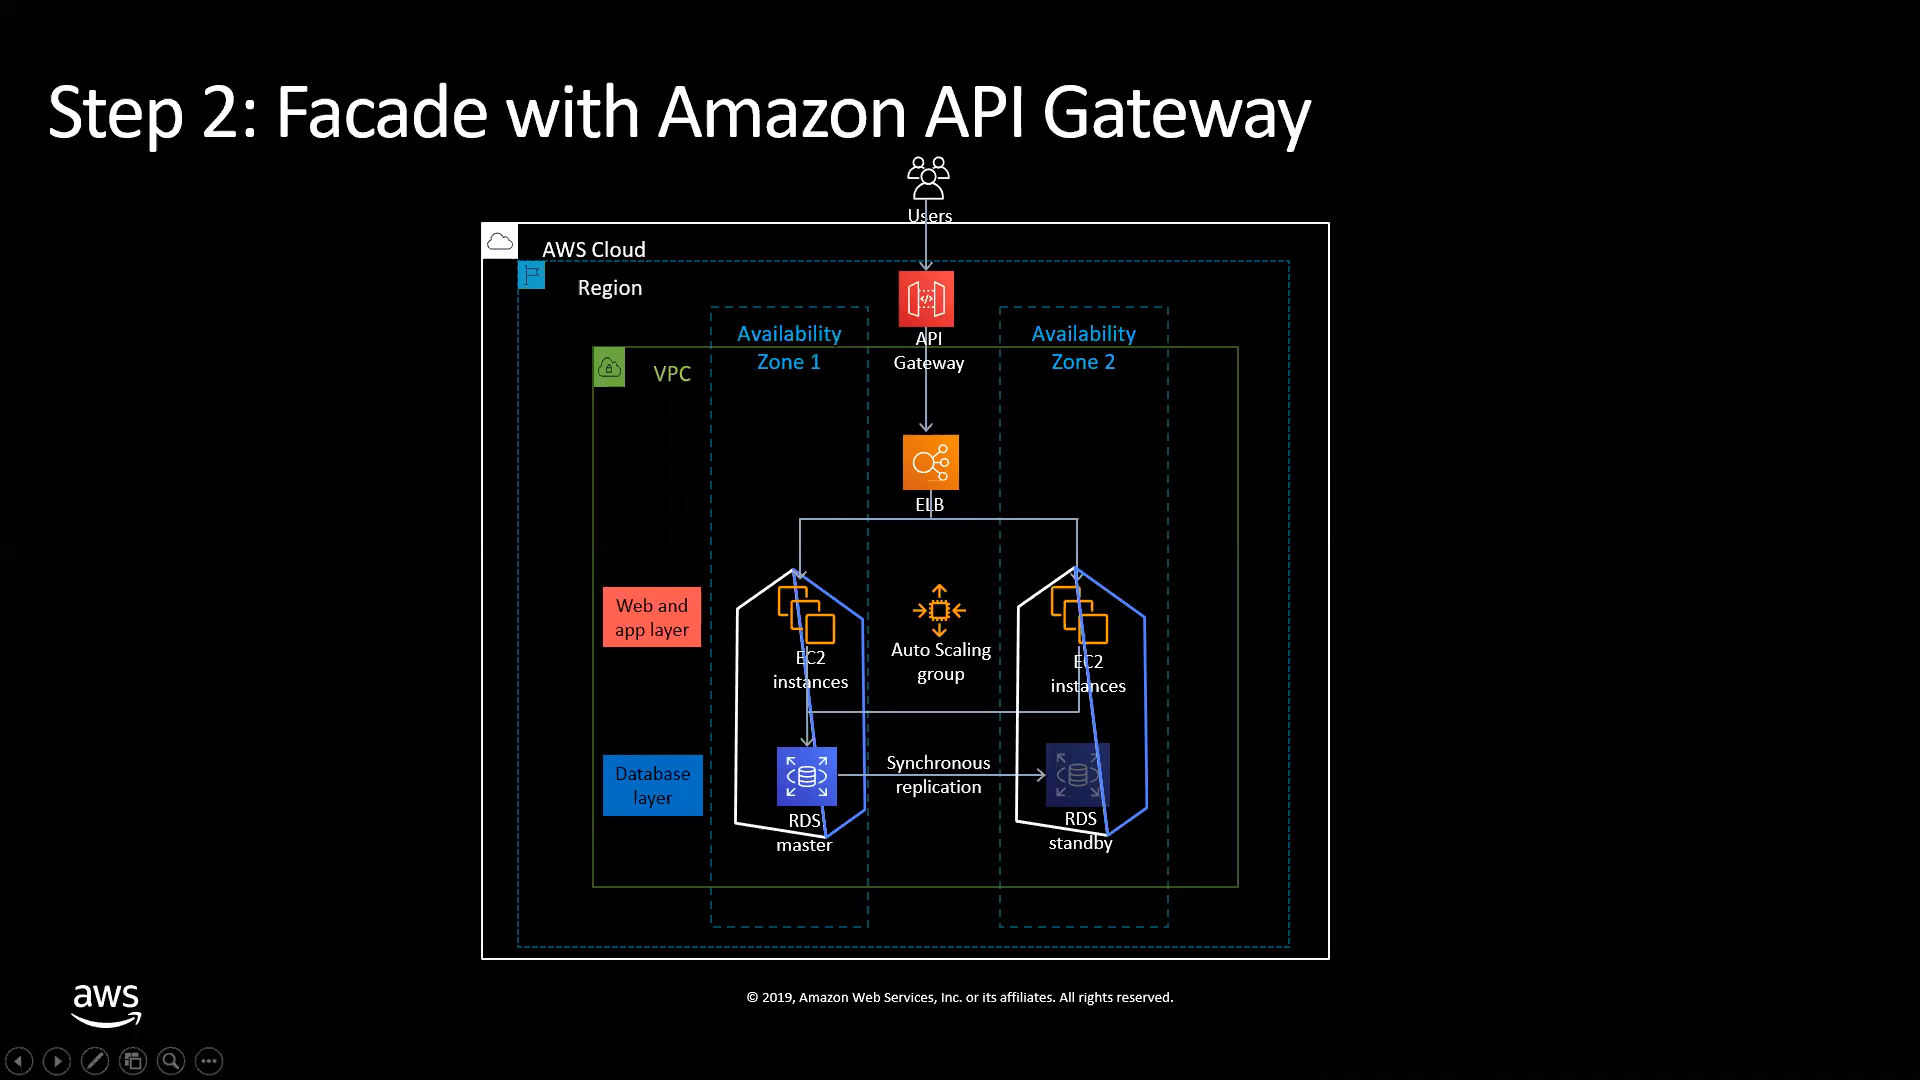 Step 2: Facade with Amazon API Gateway
Users
AWS Cloud
Region
Availability
Zone 1
API
Gateway
Availability
Zone 2
VPC
ELB
Web and
app layer
EC2
instances
Auto Scaling
group
EC2
instances
Database
layer
Synchronous
replication
RDS
master
RDS
standby
aws
© 2019, Amazon Web Services, Inc. or its affiliates. All rights reserved.